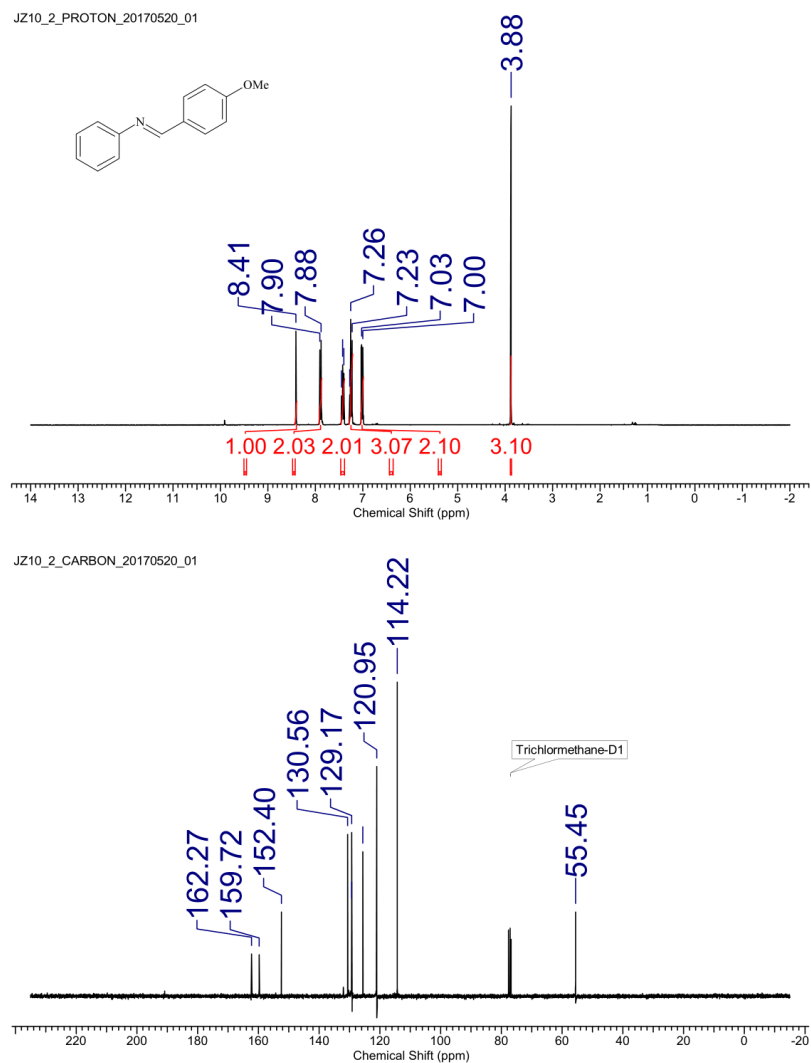 JZ10_2_PROTON_20170520_01
OMe
N
3.88
8.41
7.90
7.88
7.26
7.23
7.03
7.00
1.00 2.03 2.01 3.07 2.10 3.10
14 13 12 11 10 9 8 7 6 5 4 3 2 1 0 -1 -2
Chemical Shift (ppm)
JZ10_2_CARBON_20170520_01
162.27
159.72
152.40
130.56
129.17
120.95
114.22
Trichlormethane-D1
55.45
220 200 180 160 140 120 100 80 60 40 20 0 -20
Chemical Shift (ppm)